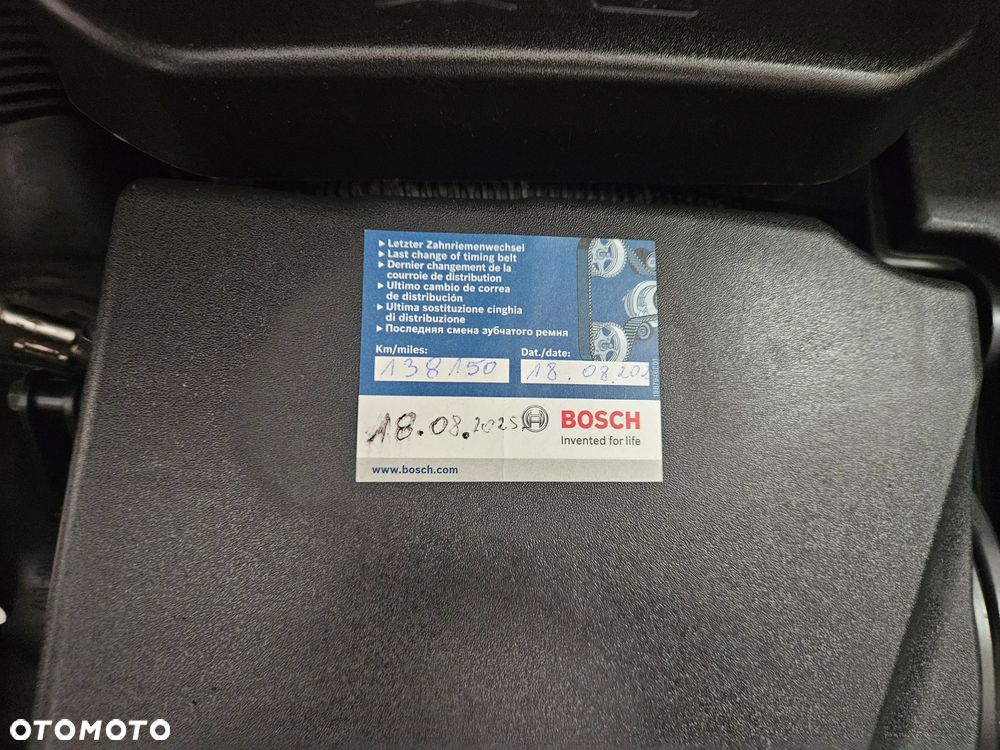 ▸ Letzter Zahnriemenwechsel
▸ Last change of timing belt
▸ Dernier changement de la
courroie de distribution
▸ Ultimo cambio de correa
de distribución
▸ Ultima sostituzione cinghia
di distribuzione
▸ Последняя смена зубчатого ремня
Km/miles: Dat./date:
138150 18.08.202
18.08.2025 BOSCH
Invented for life
www.bosch.com
OTOMOTO